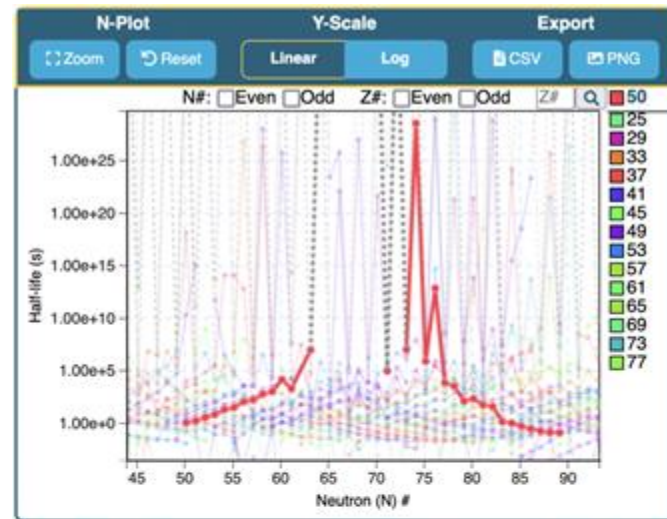 N-Plot Y-Scale Export
Zoom Reset Linear Log CSV PNG
N#: Even Odd Z#: Even Odd Z#
50
25
29
33
37
41
45
49
53
57
61
65
69
73
77
Half-life (s)
1.00e+25
1.00e+20
1.00e+15
1.00e+10
1.00e+5
1.00e+0
45 50 55 60 65 70 75 80 85 90
Neutron (N) #